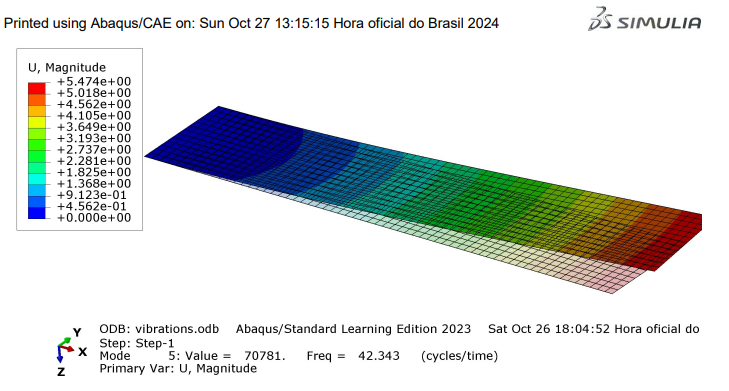 Printed using Abaqus/CAE on: Sun Oct 27 13:15:15 Hora oficial do Brasil 2024
SIMULIA
U, Magnitude
+5.474e+00
+5.018e+00
+4.562e+00
+4.105e+00
+3.649e+00
+3.193e+00
+2.737e+00
+2.281e+00
+1.825e+00
+1.368e+00
+9.123e-01
+4.562e-01
+0.000e+00
Y
X
Z
ODB: vibrations.odb Abaqus/Standard Learning Edition 2023 Sat Oct 26 18:04:52 Hora oficial do
Step: Step-1
Mode 5: Value = 70781. Freq = 42.343 (cycles/time)
Primary Var: U, Magnitude